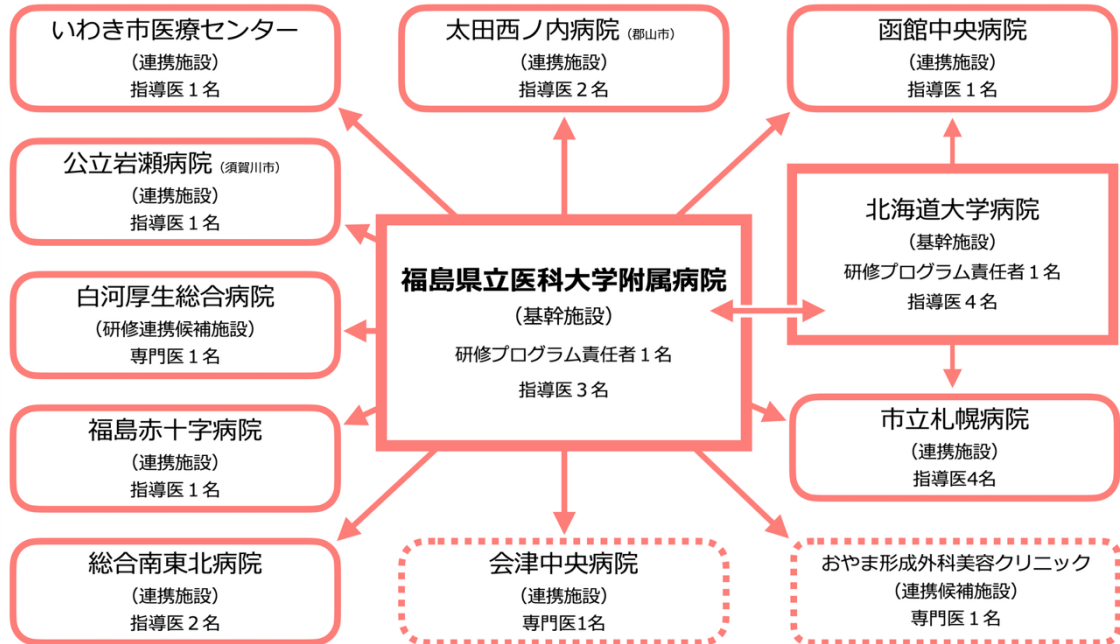 いわき市医療センター
(連携施設)
指導医１名
太田西ノ内病院 (郡山市)
(連携施設)
指導医２名
函館中央病院
(連携施設)
指導医１名
公立岩瀬病院 (須賀川市)
(連携施設)
指導医１名
北海道大学病院
(基幹施設)
研修プログラム責任者１名
指導医４名
福島県立医科大学附属病院
(基幹施設)
研修プログラム責任者１名
指導医３名
白河厚生総合病院
(研修連携候補施設)
専門医１名
福島赤十字病院
(連携施設)
指導医１名
市立札幌病院
(連携施設)
指導医4名
総合南東北病院
(連携施設)
指導医２名
会津中央病院
(連携施設)
専門医1名
おやま形成外科美容クリニック
(連携候補施設)
専門医１名